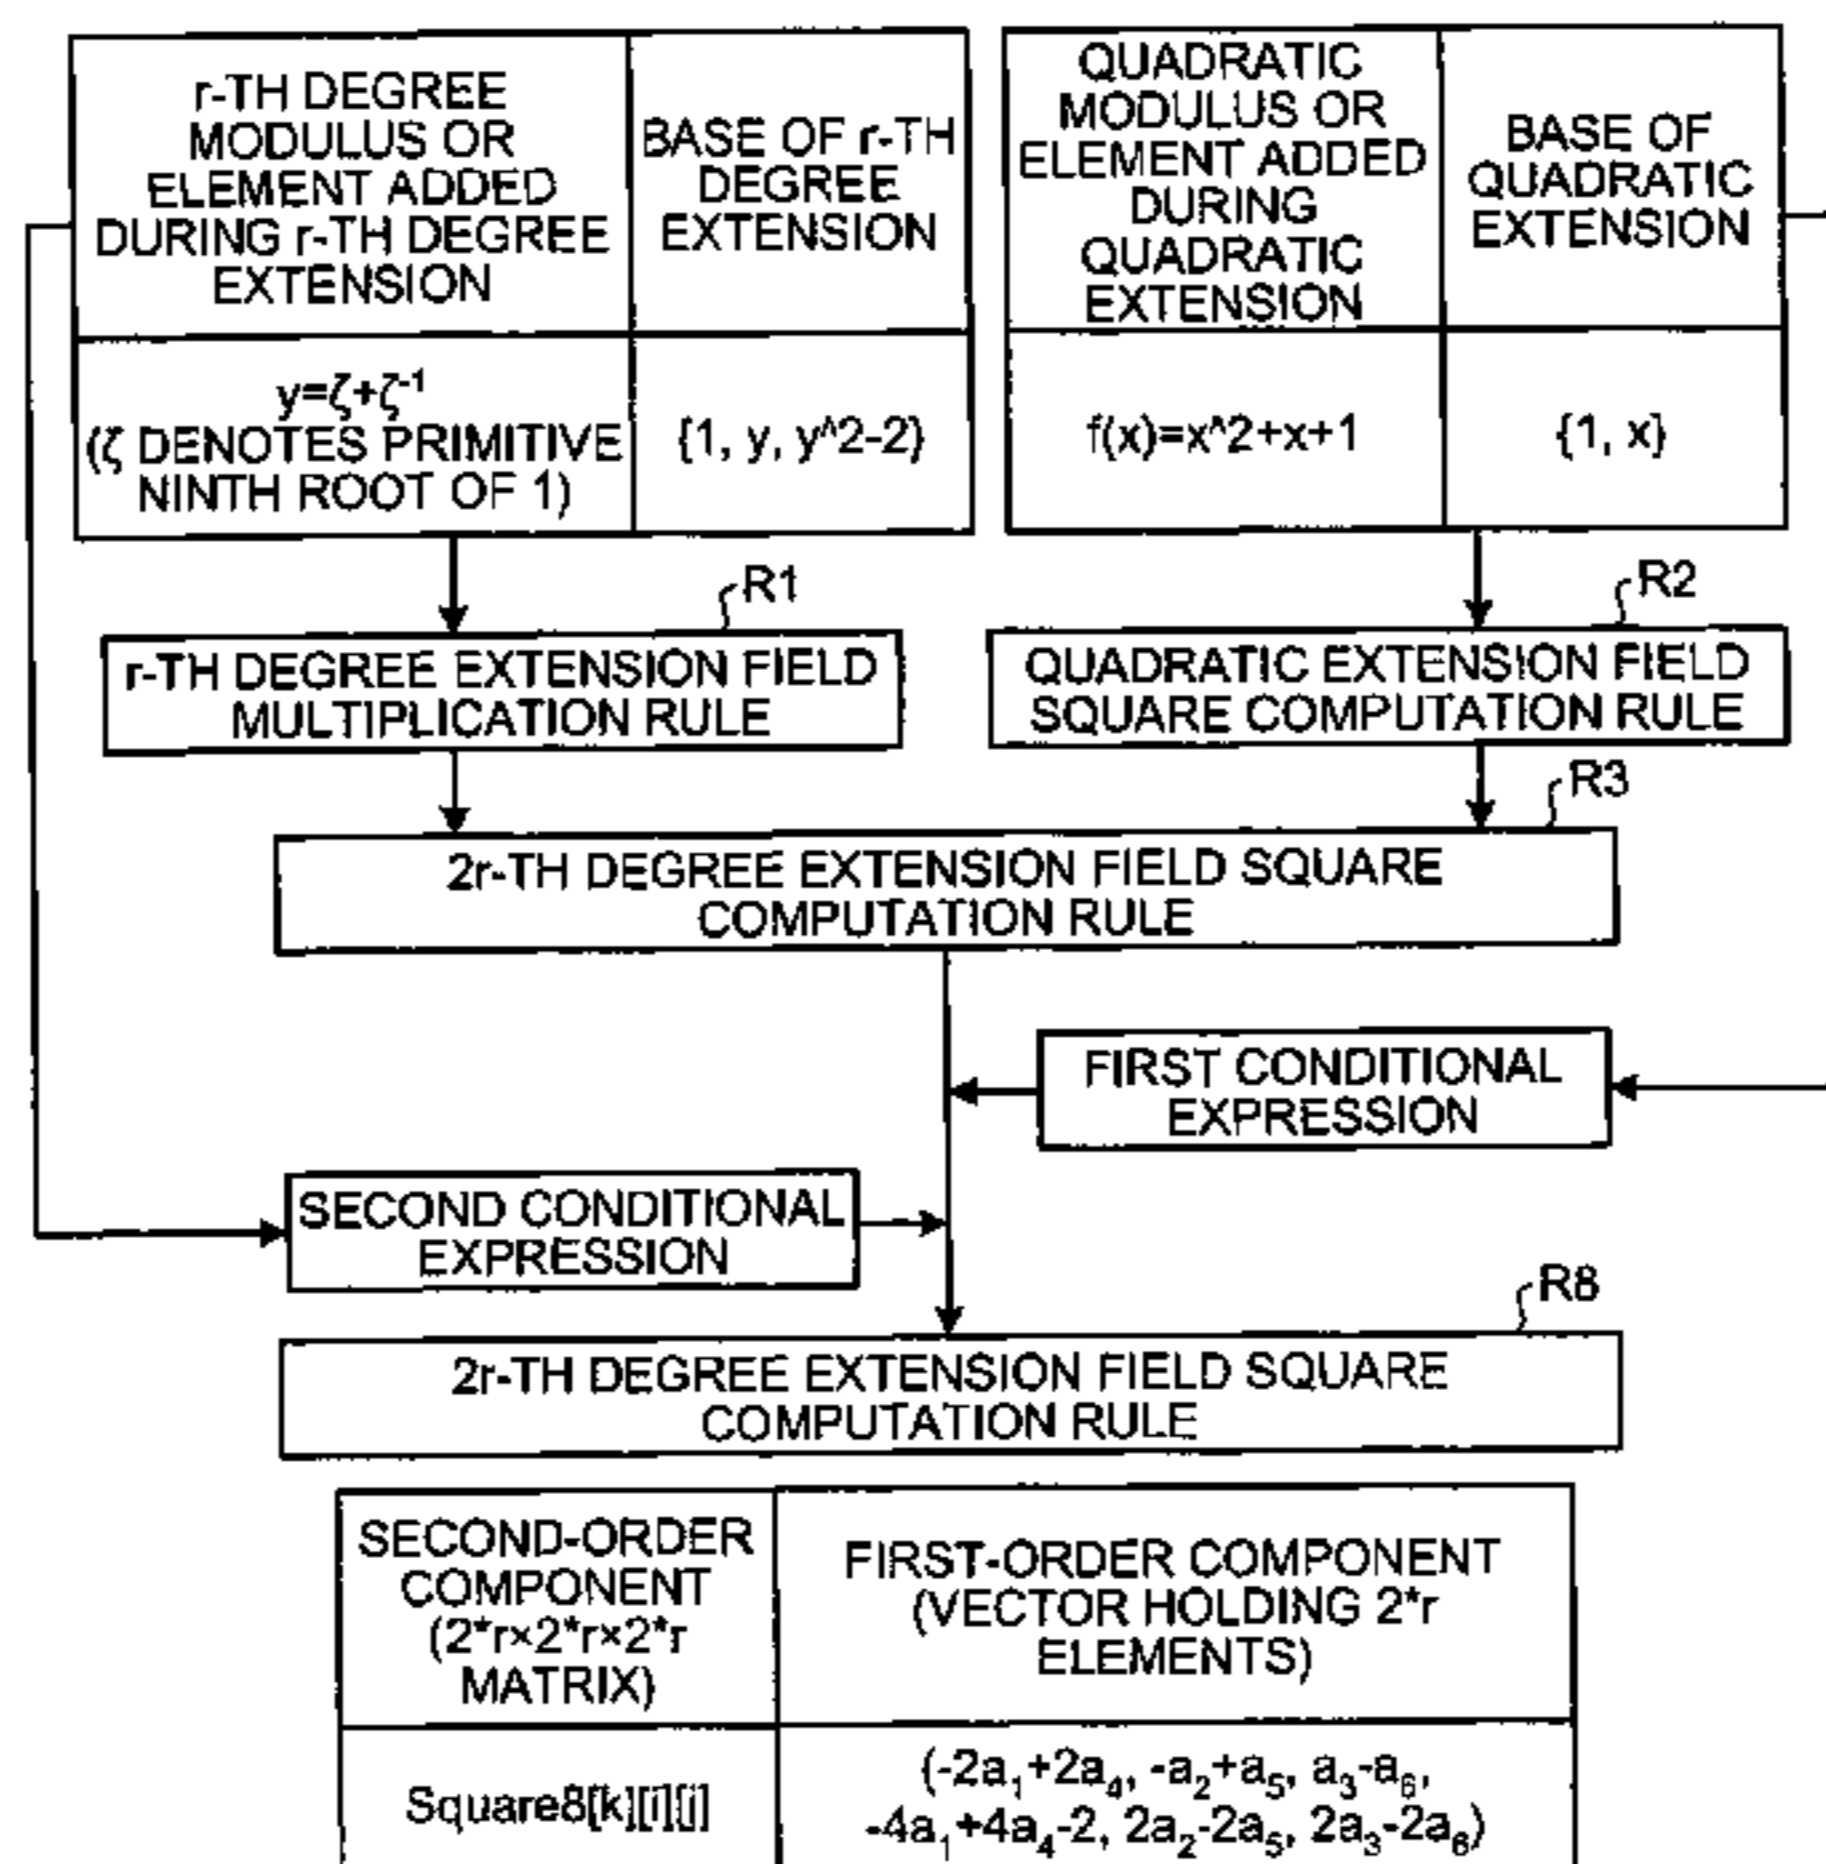 r-TH DEGREE
MODULUS OR
ELEMENT ADDED
DURING r-TH DEGREE
EXTENSION
BASE OF r-TH
DEGREE
EXTENSION
y=ζ+ζ⁻¹
(ζ DENOTES PRIMITIVE
NINTH ROOT OF 1)
{1, y, y^2-2}
QUADRATIC
MODULUS OR
ELEMENT ADDED
DURING
QUADRATIC
EXTENSION
BASE OF
QUADRATIC
EXTENSION
f(x)=x^2+x+1
{1, x}
R1
r-TH DEGREE EXTENSION FIELD
MULTIPLICATION RULE
R2
QUADRATIC EXTENSION FIELD
SQUARE COMPUTATION RULE
R3
2r-TH DEGREE EXTENSION FIELD SQUARE
COMPUTATION RULE
FIRST CONDITIONAL
EXPRESSION
SECOND CONDITIONAL
EXPRESSION
R8
2r-TH DEGREE EXTENSION FIELD SQUARE
COMPUTATION RULE
SECOND-ORDER
COMPONENT
(2*r×2*r×2*r
MATRIX)
FIRST-ORDER COMPONENT
(VECTOR HOLDING 2*r
ELEMENTS)
Square8[k][i][j]
(-2a₁+2a₄, -a₂+a₅, a₃-a₆,
-4a₁+4a₄-2, 2a₂-2a₅, 2a₃-2a₆)